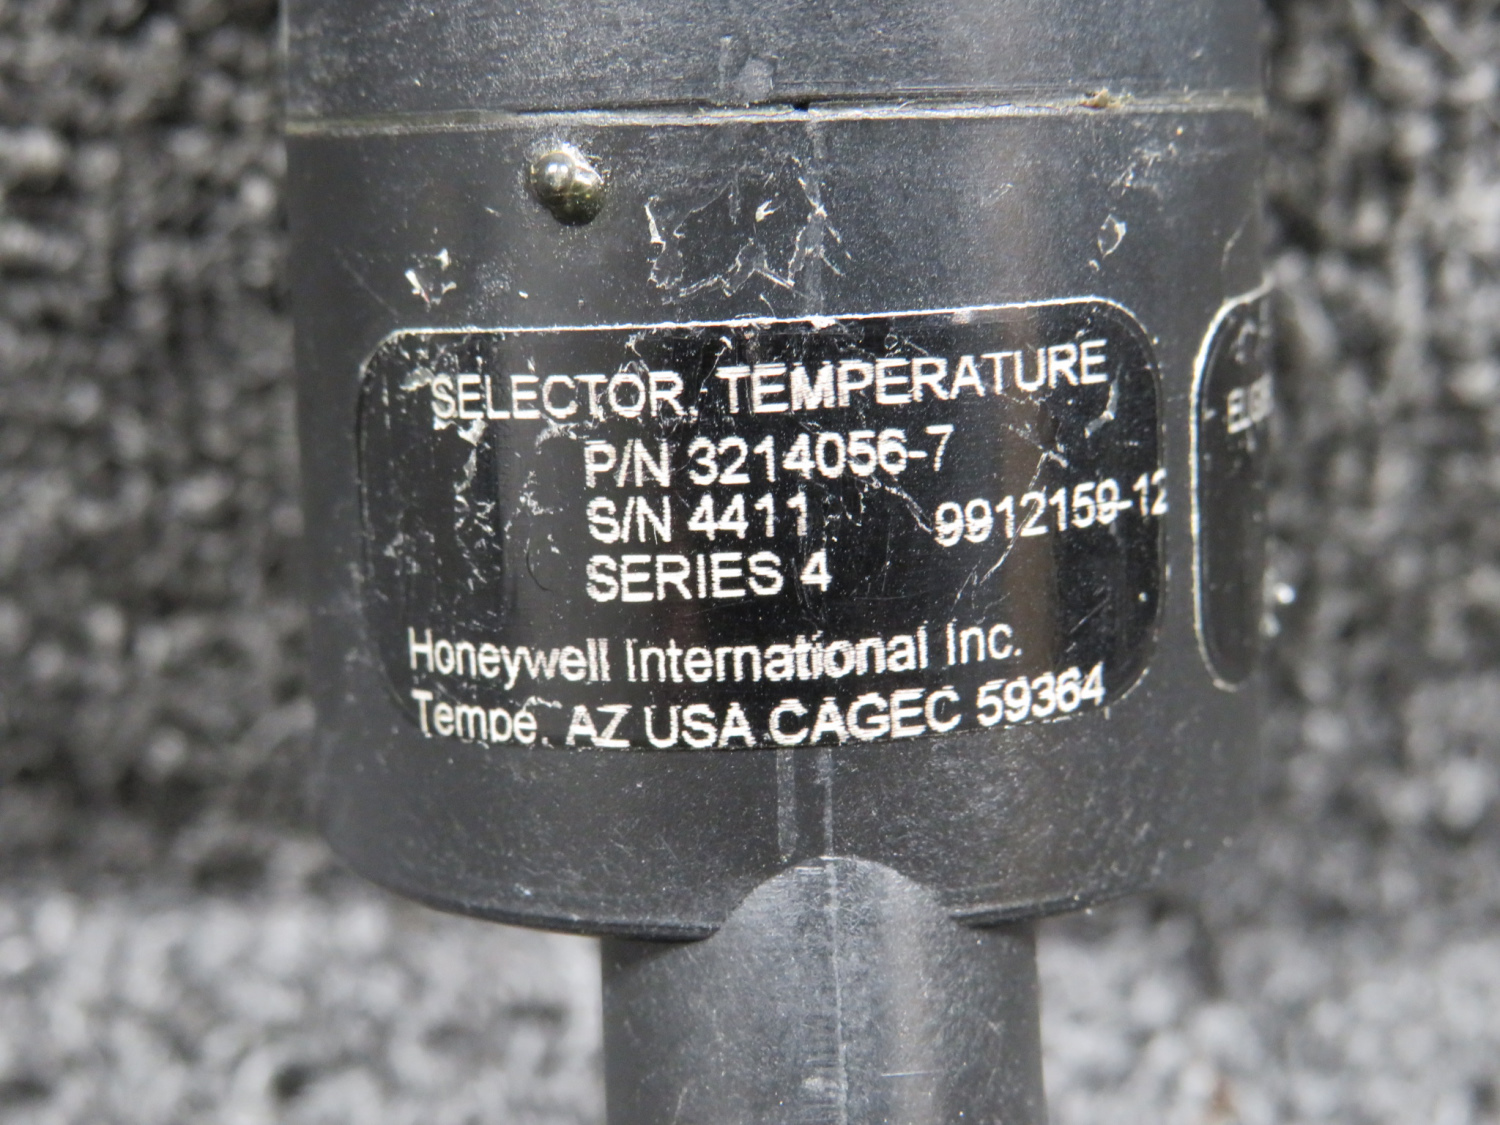 SELECTOR, TEMPERATURE
P/N 3214056-7
S/N 4411 9912159-12
SERIES 4
Honeywell International Inc.
Tempe, AZ USA CAGEC 59364